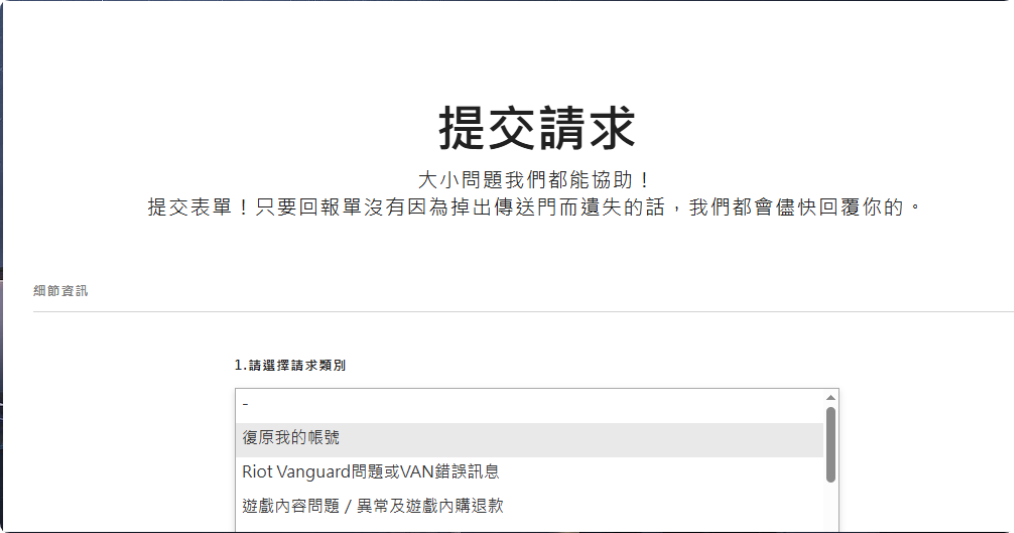 提交請求
大小問題我們都能協助！
提交表單！只要回報單沒有因為掉出傳送門而遺失的話，我們都會儘快回覆你的。
細節資訊
1.請選擇請求類別
-
復原我的帳號
Riot Vanguard問題或VAN錯誤訊息
遊戲內容問題 / 異常及遊戲內購退款